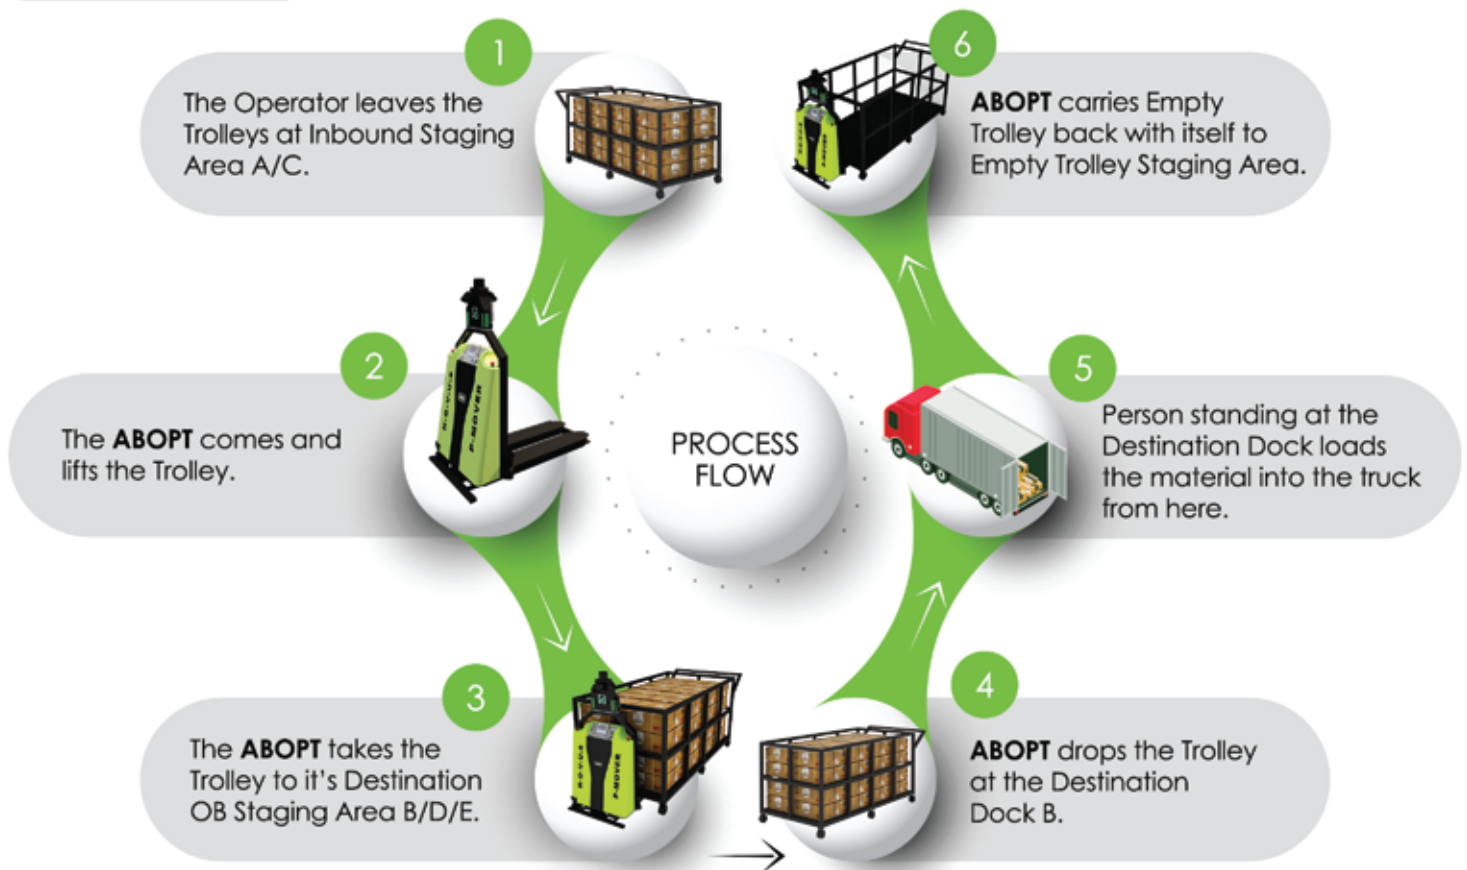 1
The Operator leaves the
Trolleys at Inbound Staging
Area A/C.
2
The ABOPT comes and
lifts the Trolley.
3
The ABOPT takes the
Trolley to it's Destination
OB Staging Area B/D/E.
4
ABOPT drops the Trolley
at the Destination
Dock B.
5
Person standing at the
Destination Dock loads
the material into the truck
from here.
6
ABOPT carries Empty
Trolley back with itself to
Empty Trolley Staging Area.
PROCESS
FLOW